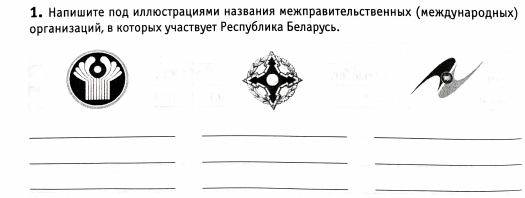 1. Напишите под иллюстрациями названия межправительственных (международных)
организаций, в которых участвует Республика Беларусь.